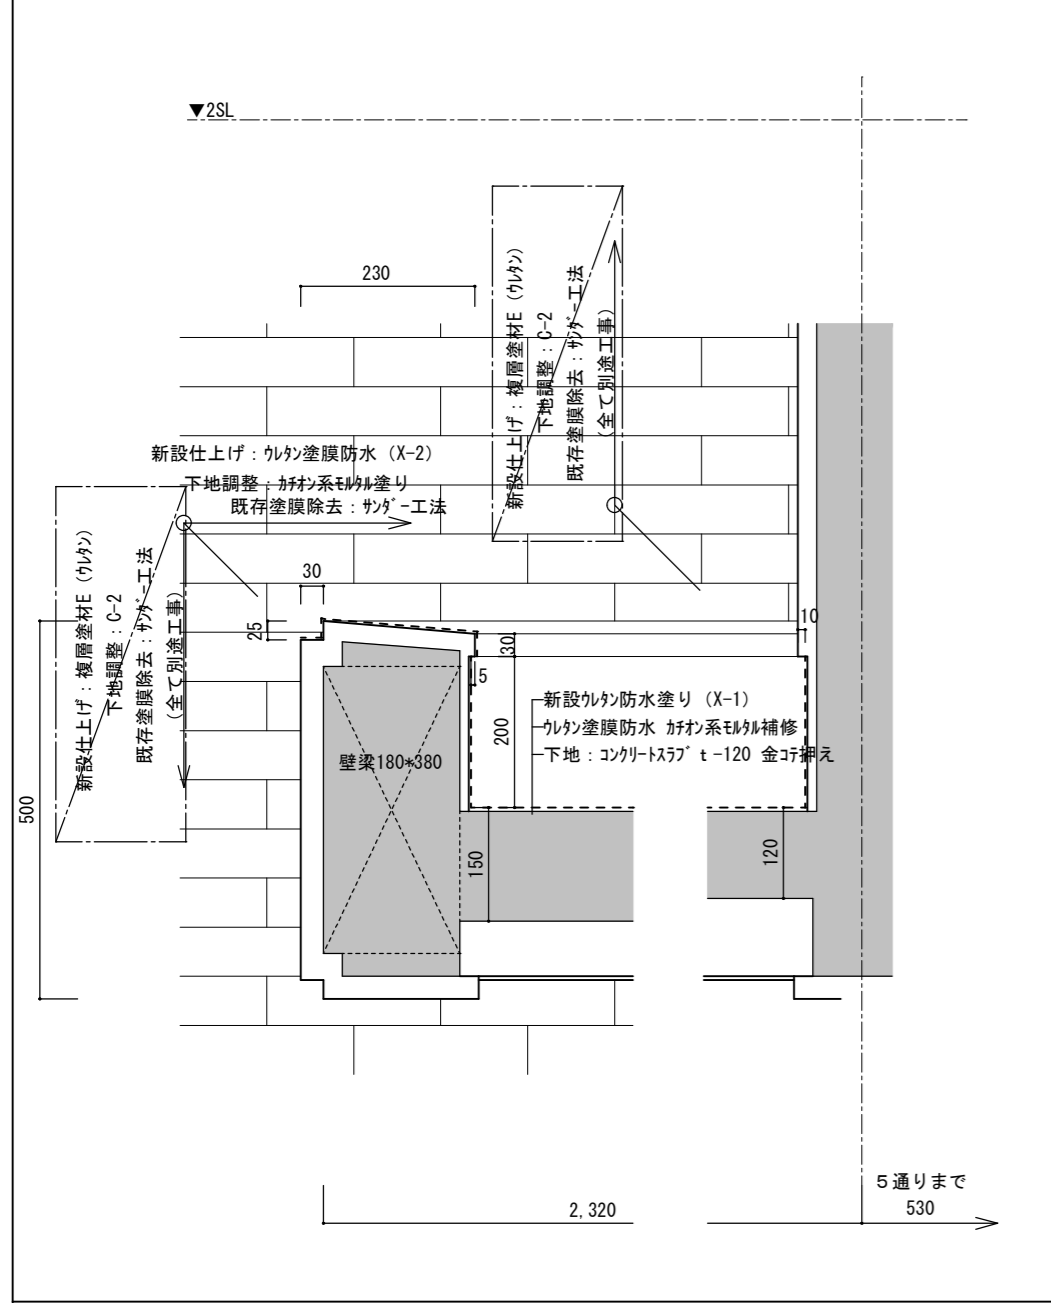 ▼2SL
230
新設仕上げ：複層塗材E（ｳﾚﾀﾝ）
下地調整：C-2
既存塗膜除去：ｻﾝﾀﾞｰ工法
（全て別途工事）
新設仕上げ：ｳﾚﾀﾝ塗膜防水（X-2）
下地調整：ｶﾁｵﾝ系ﾓﾙﾀﾙ塗り
既存塗膜除去：ｻﾝﾀﾞｰ工法
新設仕上げ：複層塗材E（ｳﾚﾀﾝ）
下地調整：C-2
既存塗膜除去：ｻﾝﾀﾞｰ工法
（全て別途工事）
30
25
10
30
5
新設ｳﾚﾀﾝ防水塗り（X-1）
ｳﾚﾀﾝ塗膜防水 ｶﾁｵﾝ系ﾓﾙﾀﾙ補修
下地：ｺﾝｸﾘｰﾄｽﾗﾌﾞ t-120 金ｺﾃ押え
200
壁梁180*380
500
150
120
5通りまで
2,320
530